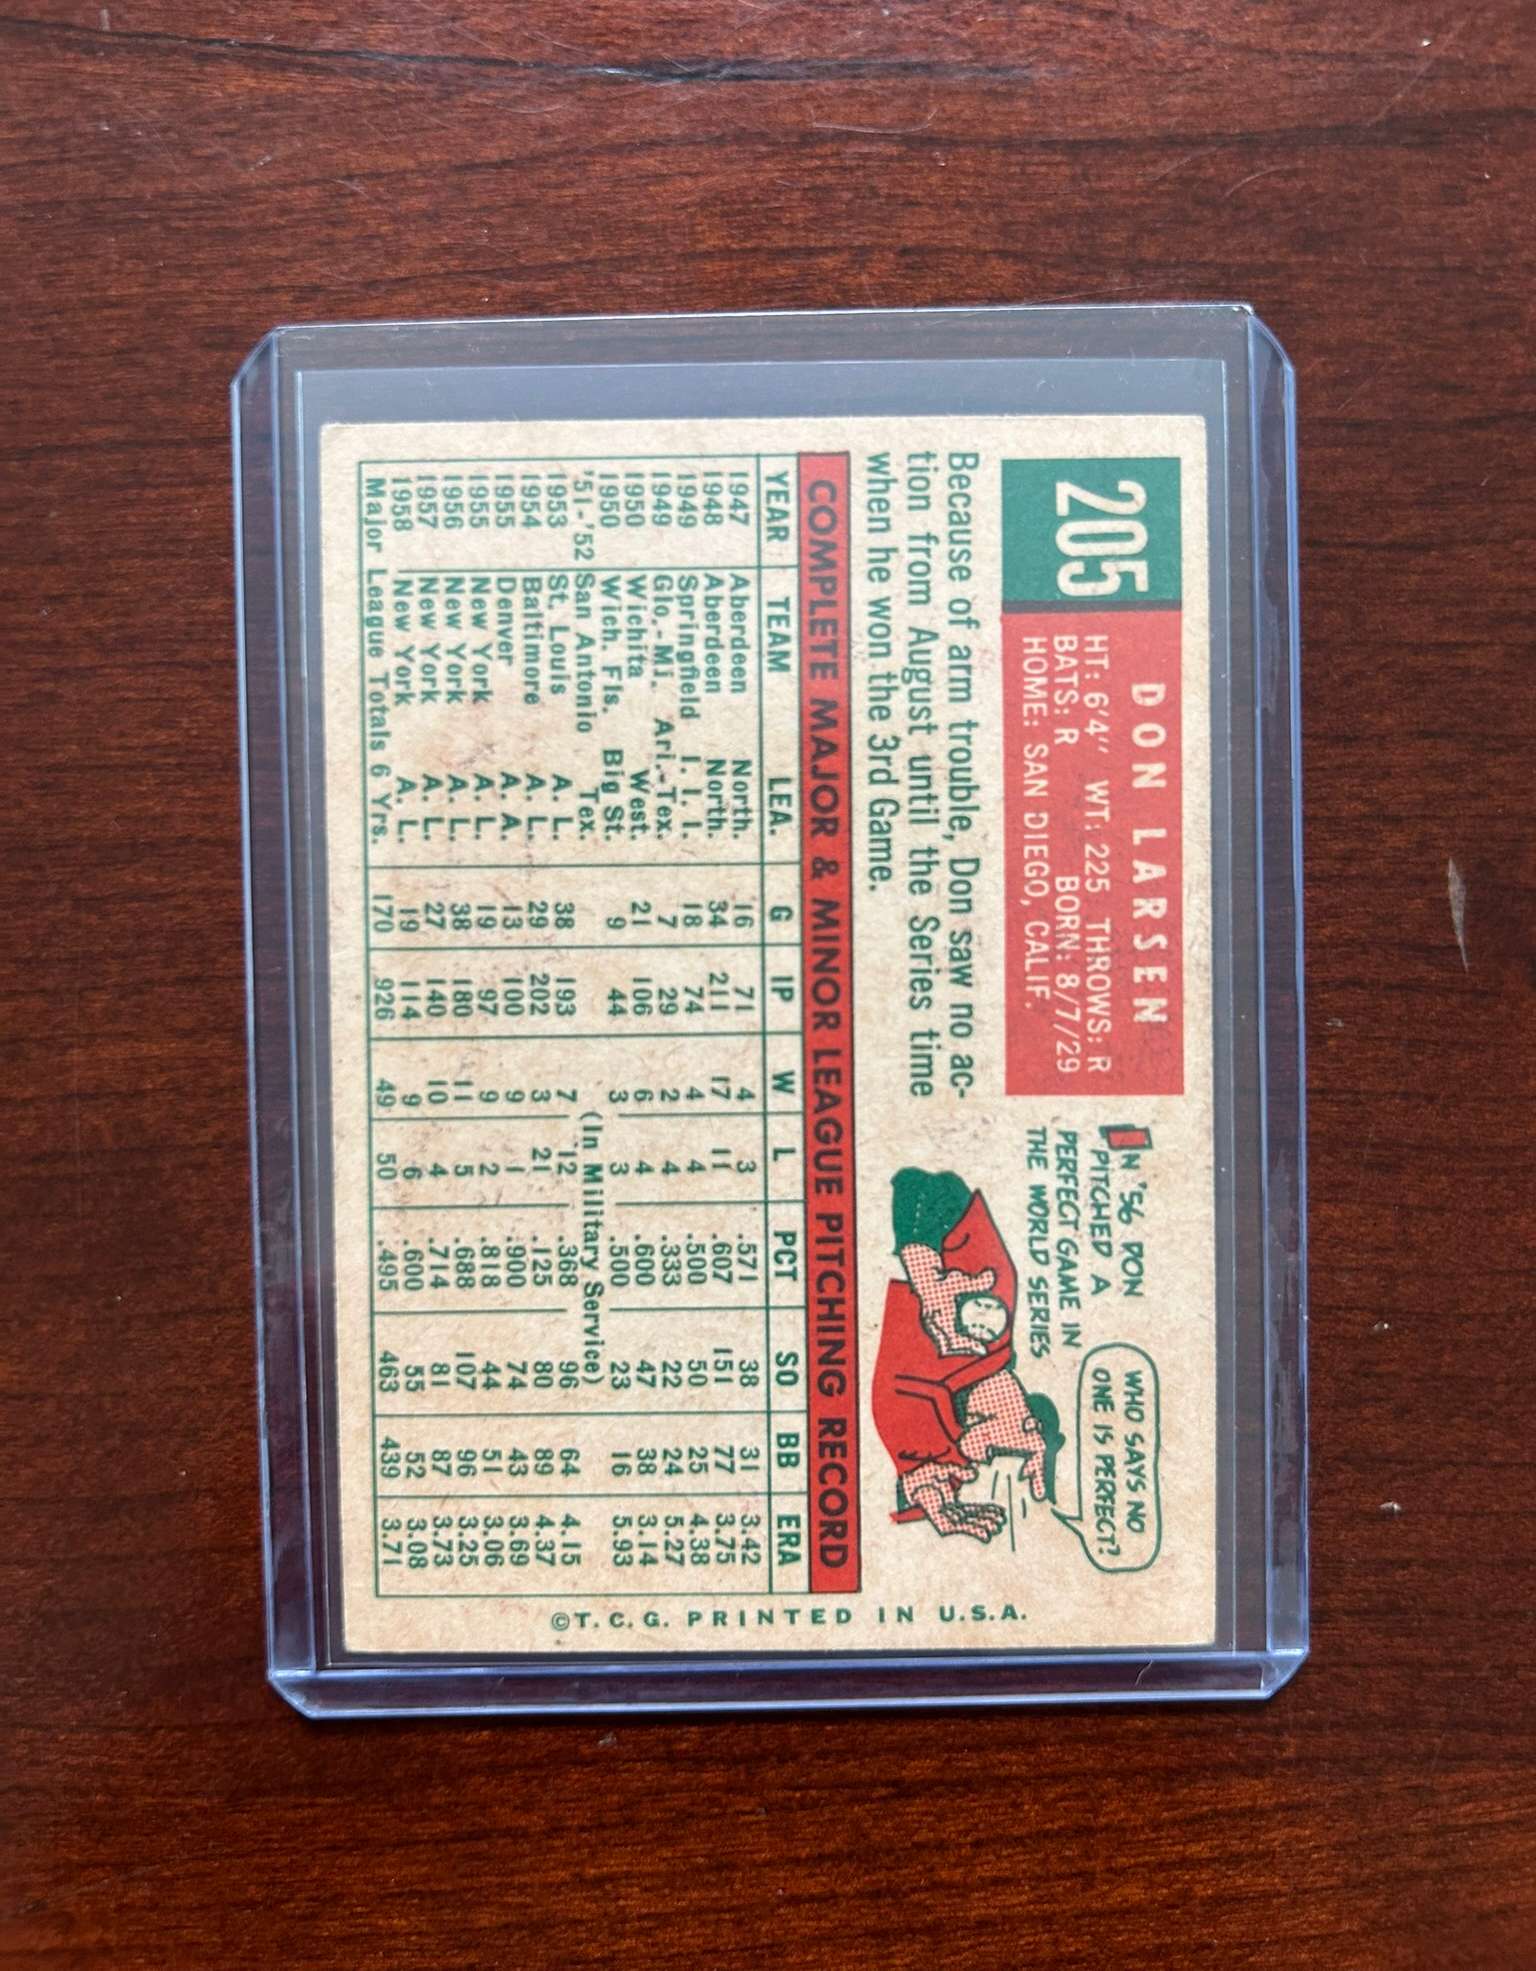 205
DON LARSEN
HT: 6'4" WT: 225 THROWS: R
BATS: R BORN: 8/7/29
HOME: SAN DIEGO, CALIF.
IN '56 DON
PITCHED A
PERFECT GAME IN
THE WORLD SERIES
WHO SAYS NO
ONE IS PERFECT?
Because of arm trouble, Don saw no ac-
tion from August until the Series time
when he won the 3rd Game.
COMPLETE MAJOR & MINOR LEAGUE PITCHING RECORD
YEAR TEAM LEA. G IP W L PCT SO BB ERA
1947 Aberdeen North. 16 71 4 3 .571 38 31 3.42
1948 Aberdeen North. 34 211 17 11 .607 151 77 3.75
1949 Springfield I. I. I. 18 74 4 4 .500 50 25 4.38
1949 Glo.-Ml. Ari.-Tex. 7 29 2 4 .333 22 24 5.27
1950 Wichita West. 21 106 6 4 .600 47 38 3.14
1950 Wich. Fls. Big St. 9 44 3 3 .500 23 16 5.93
'51-'52 San Antonio Tex. (In Military Service)
1953 St. Louis A. L. 38 193 7 12 .368 96 64 4.15
1954 Baltimore A. L. 29 202 3 21 .125 80 89 4.37
1955 Denver A. A. 13 100 9 1 .900 74 43 3.69
1955 New York A. L. 19 97 9 2 .818 44 51 3.06
1956 New York A. L. 38 180 11 5 .688 107 96 3.25
1957 New York A. L. 27 140 10 4 .714 81 87 3.73
1958 New York A. L. 19 114 9 6 .600 55 52 3.08
Major League Totals 6 Yrs. 170 926 49 50 .495 463 439 3.71
©T. C. G. PRINTED IN U.S.A.